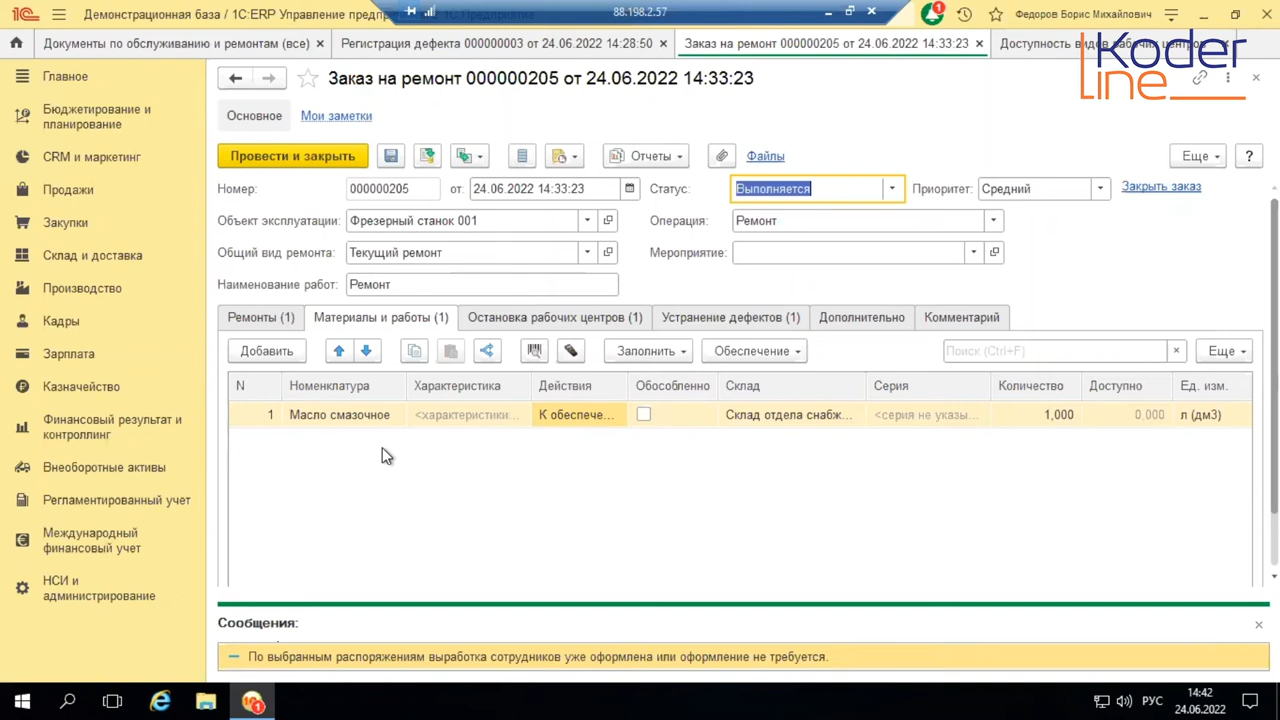 Демонстрационная база / 1С:ERP Управление предпр
1С:Предприятие
88.198.2.57
1
Федоров Борис Михайлович
Документы по обслуживанию и ремонтам (все) ×
Регистрация дефекта 000000003 от 24.06.2022 14:28:50 ×
Заказ на ремонт 000000205 от 24.06.2022 14:33:23 ×
Доступность видов рабочих центров
Koderline
Главное
Бюджетирование и
планирование
CRM и маркетинг
Продажи
Закупки
Склад и доставка
Производство
Кадры
Зарплата
Казначейство
Финансовый результат и
контроллинг
Внеоборотные активы
Регламентированный учет
Международный
финансовый учет
НСИ и
администрирование
Заказ на ремонт 000000205 от 24.06.2022 14:33:23
Основное Мои заметки
Провести и закрыть Отчеты Файлы Еще ?
Номер: 000000205 от: 24.06.2022 14:33:23 Статус: Выполняется Приоритет: Средний Закрыть заказ
Объект эксплуатации: Фрезерный станок 001 Операция: Ремонт
Общий вид ремонта: Текущий ремонт Мероприятие:
Наименование работ: Ремонт
Ремонты (1) Материалы и работы (1) Остановка рабочих центров (1) Устранение дефектов (1) Дополнительно Комментарий
Добавить Заполнить Обеспечение Поиск (Ctrl+F) × Еще
N Номенклатура Характеристика Действия Обособленно Склад Серия Количество Доступно Ед. изм.
1 Масло смазочное <характеристики... К обеспече... Склад отдела снабж... <серия не указы... 1,000 0,000 л (дм3)
Сообщения:
По выбранным распоряжениям выработка сотрудников уже оформлена или оформление не требуется.
1
РУС
14:42
24.06.2022